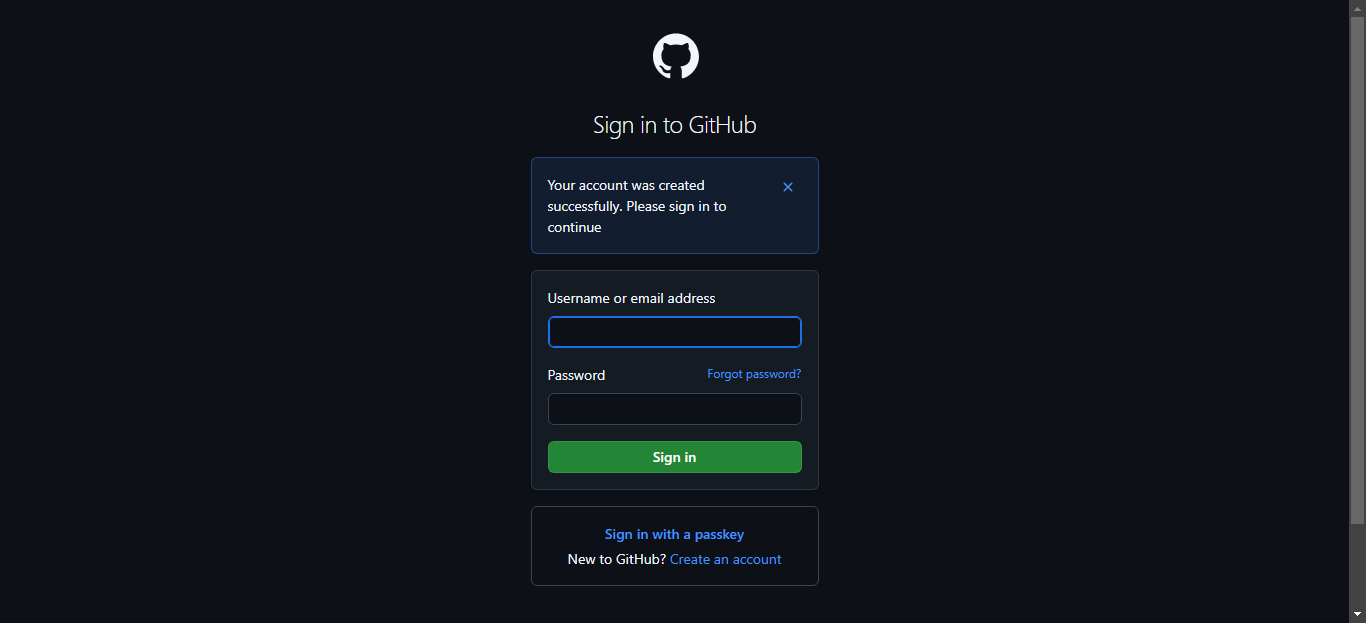 Sign in to GitHub
Your account was created
successfully. Please sign in to
continue
Username or email address
Password
Forgot password?
Sign in
Sign in with a passkey
New to GitHub? Create an account